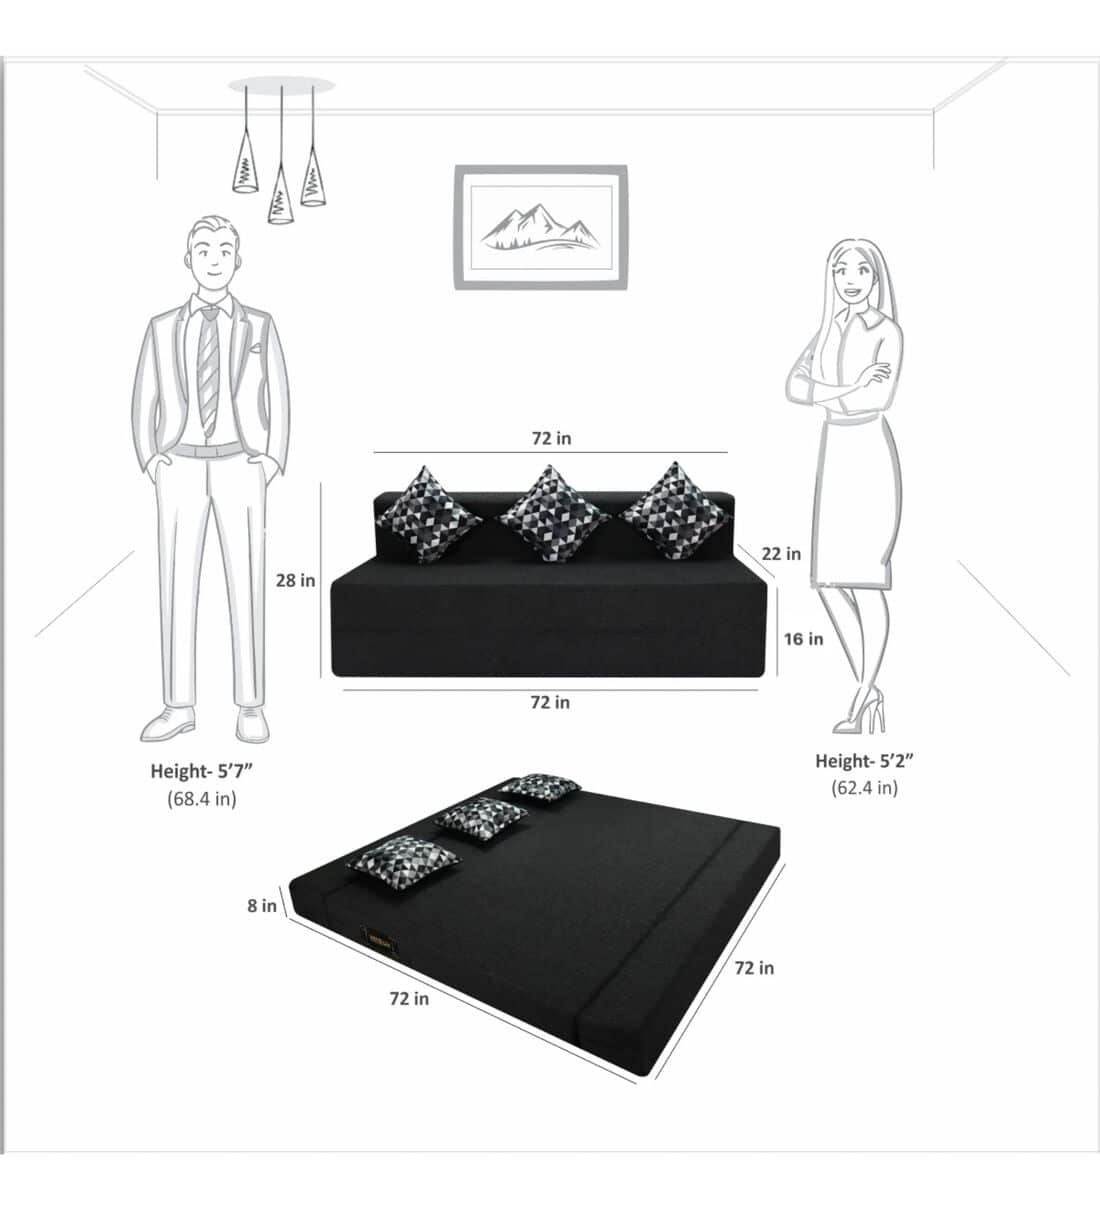 72 in
28 in
22 in
16 in
72 in
Height- 5’7”
(68.4 in)
Height- 5’2”
(62.4 in)
8 in
72 in
72 in